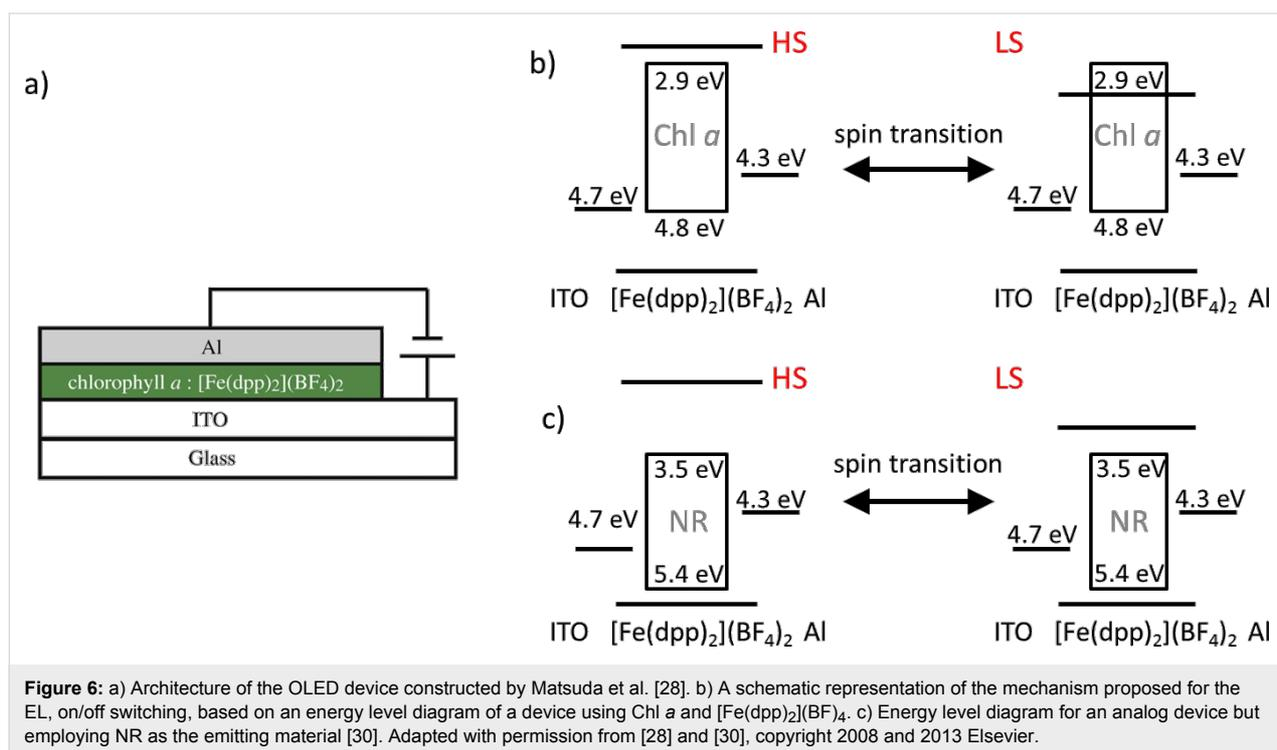 a)
Al
chlorophyll a : [Fe(dpp)2](BF4)2
ITO
Glass
b)
HS
2.9 eV
Chl a
4.3 eV
4.7 eV
4.8 eV
ITO [Fe(dpp)2](BF4)2 Al
spin transition
LS
2.9 eV
Chl a
4.3 eV
4.7 eV
4.8 eV
ITO [Fe(dpp)2](BF4)2 Al
c)
HS
3.5 eV
NR
4.3 eV
4.7 eV
5.4 eV
ITO [Fe(dpp)2](BF4)2 Al
spin transition
LS
3.5 eV
NR
4.3 eV
4.7 eV
5.4 eV
ITO [Fe(dpp)2](BF4)2 Al
Figure 6: a) Architecture of the OLED device constructed by Matsuda et al. [28]. b) A schematic representation of the mechanism proposed for the
EL, on/off switching, based on an energy level diagram of a device using Chl a and [Fe(dpp)2](BF)4. c) Energy level diagram for an analog device but
employing NR as the emitting material [30]. Adapted with permission from [28] and [30], copyright 2008 and 2013 Elsevier.